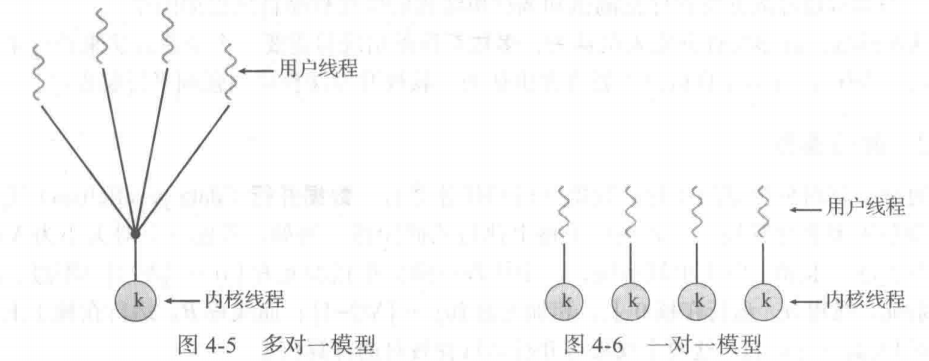 用户线程
用户线程
k
内核线程
k
k
k
k
内核线程
图 4-5 多对一模型
图 4-6 一对一模型